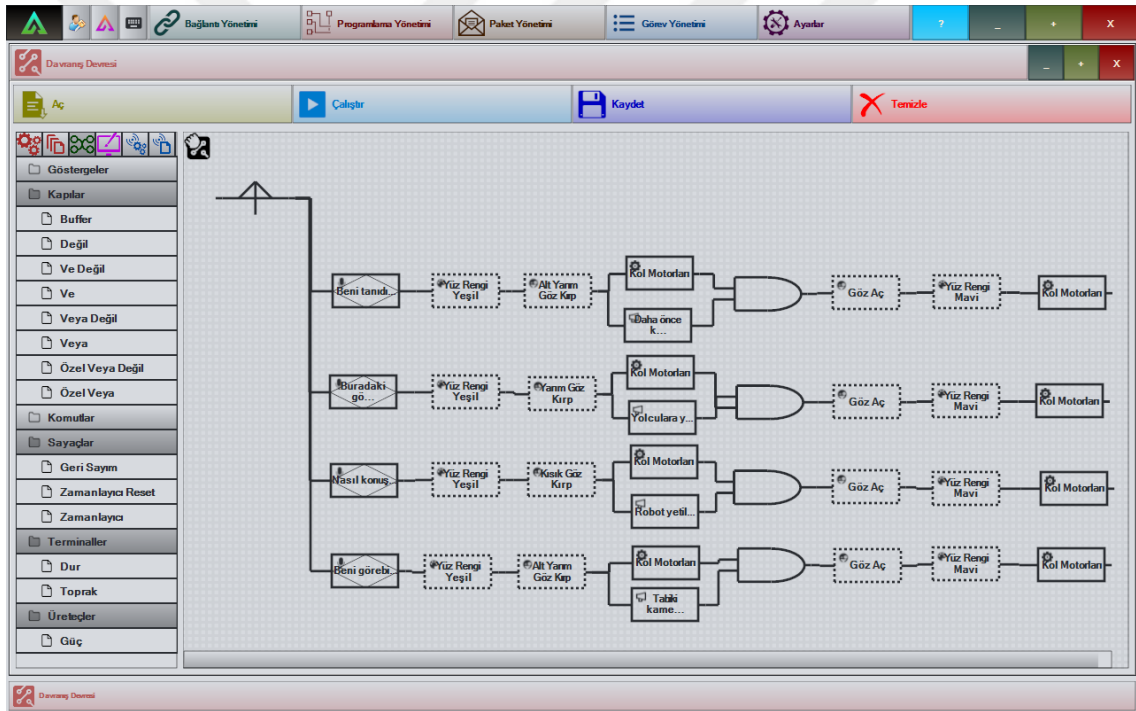 Bağlantı Yönetimi
Programlama Yönetimi
Paket Yönetimi
Görev Yönetimi
Ayarlar
?
_
+
X
Davranış Devresi
_
+
X
Aç
Çalıştır
Kaydet
Temizle
Göstergeler
Kapılar
Buffer
Değil
Ve Değil
Ve
Veya Değil
Veya
Özel Veya Değil
Özel Veya
Komutlar
Sayaçlar
Geri Sayım
Zamanlayıcı Reset
Zamanlayıcı
Terminaller
Dur
Toprak
Üreteçler
Güç
Beni tanıdı...
Yüz Rengi
Yeşil
Alt Yarım
Göz Kırp
Kol Motorları
Daha önce
k...
Göz Aç
Yüz Rengi
Mavi
Kol Motorları
Buradaki
gö...
Yüz Rengi
Yeşil
Yarım Göz
Kırp
Kol Motorları
Yolculara y...
Göz Aç
Yüz Rengi
Mavi
Kol Motorları
Nasıl konuş...
Yüz Rengi
Yeşil
Kısık Göz
Kırp
Kol Motorları
Robot yetil...
Göz Aç
Yüz Rengi
Mavi
Kol Motorları
Beni görebi...
Yüz Rengi
Yeşil
Alt Yarım
Göz Kırp
Kol Motorları
Tabiki
kame...
Göz Aç
Yüz Rengi
Mavi
Kol Motorları
Davranış Devresi